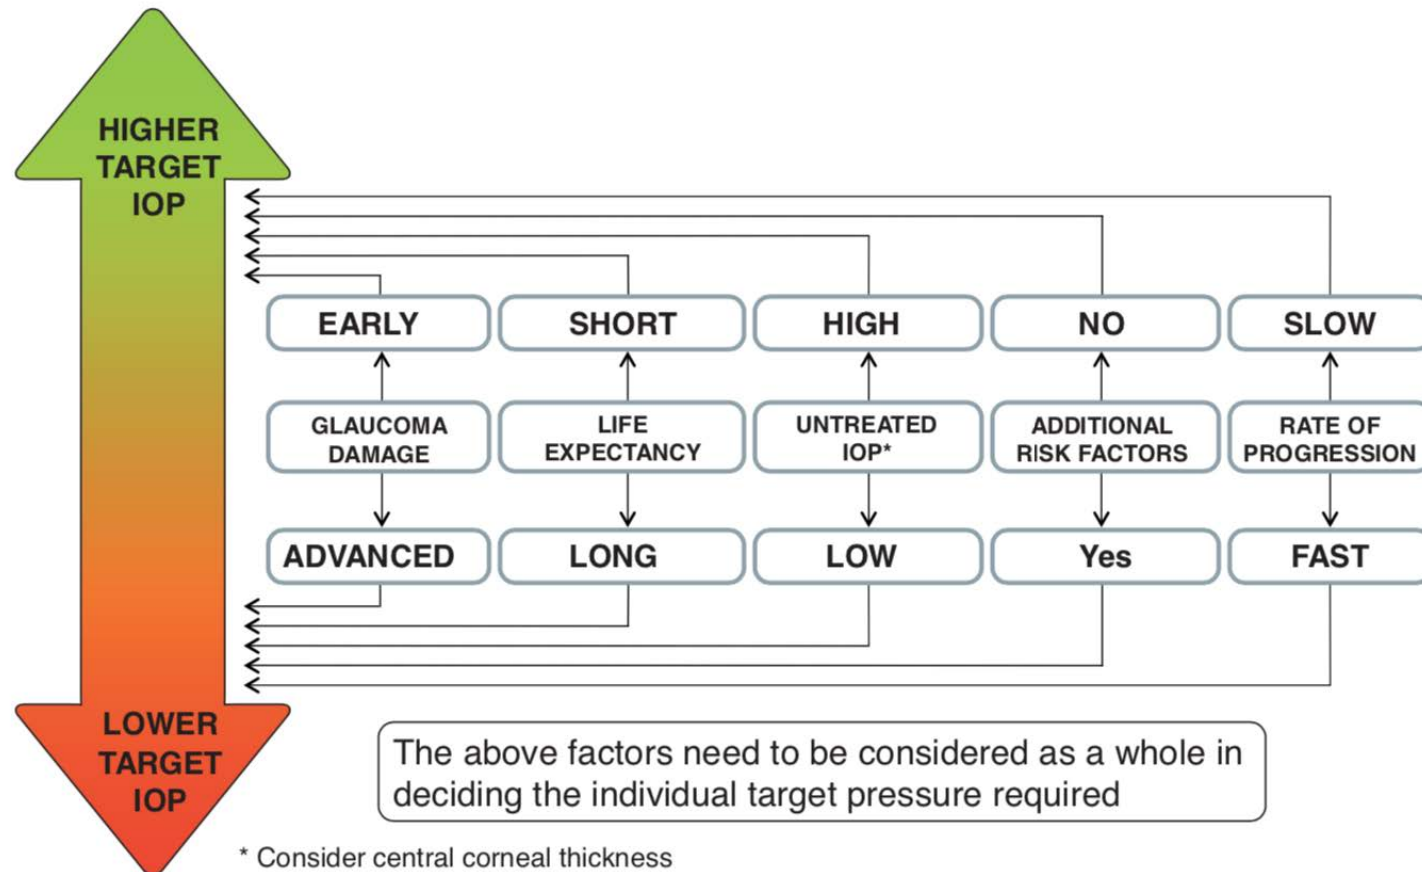 HIGHER
TARGET
IOP
EARLY
SHORT
HIGH
NO
SLOW
GLAUCOMA
DAMAGE
LIFE
EXPECTANCY
UNTREATED
IOP*
ADDITIONAL
RISK FACTORS
RATE OF
PROGRESSION
ADVANCED
LONG
LOW
Yes
FAST
LOWER
TARGET
IOP
The above factors need to be considered as a whole in
deciding the individual target pressure required
* Consider central corneal thickness